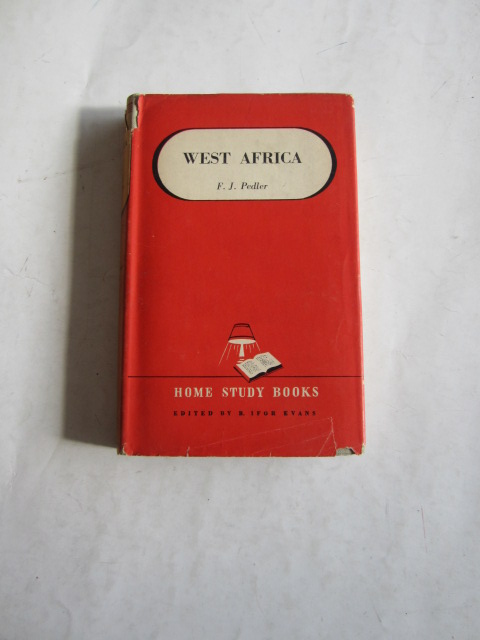 WEST AFRICA
F. J. Pedler
HOME STUDY BOOKS
EDITED BY B. IFOR EVANS